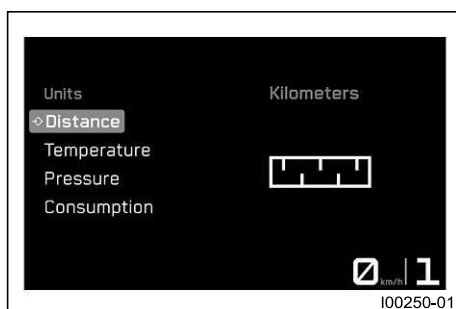 Units
Kilometers
Distance
Temperature
Pressure
Consumption
0 km/h 1
I00250-01